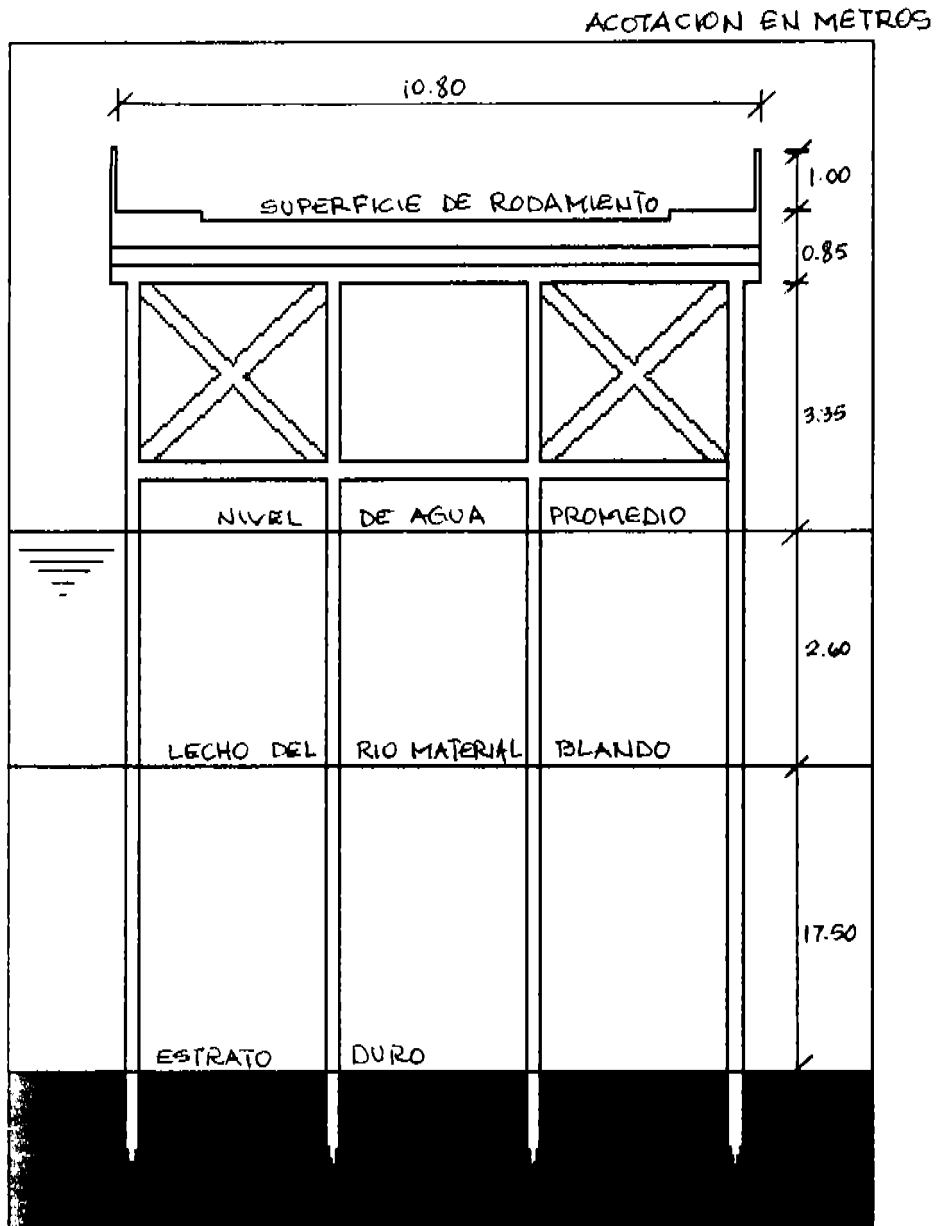 ACOTACION EN METROS
10.80
1.00
SUPERFICIE DE RODAMIENTO
0.85
3.35
NIVEL DE AGUA PROMEDIO
2.60
LECHO DEL RIO MATERIAL BLANDO
17.50
ESTRATO DURO